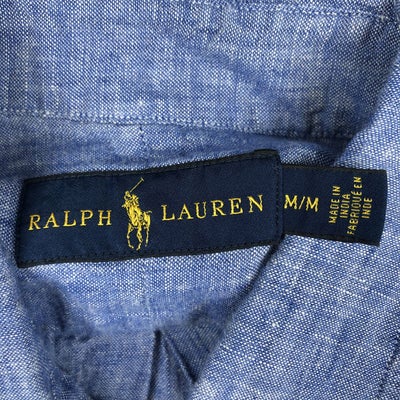 RALPH LAUREN
M/M
MADE IN
INDIA
FABRIQUÉ EN
INDE